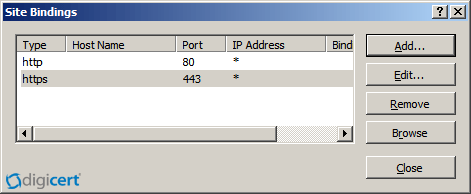 Site Bindings
Type Host Name Port IP Address Bind
Add...
http 80 *
https 443 *
Edit...
Remove
Browse
Close
digicert